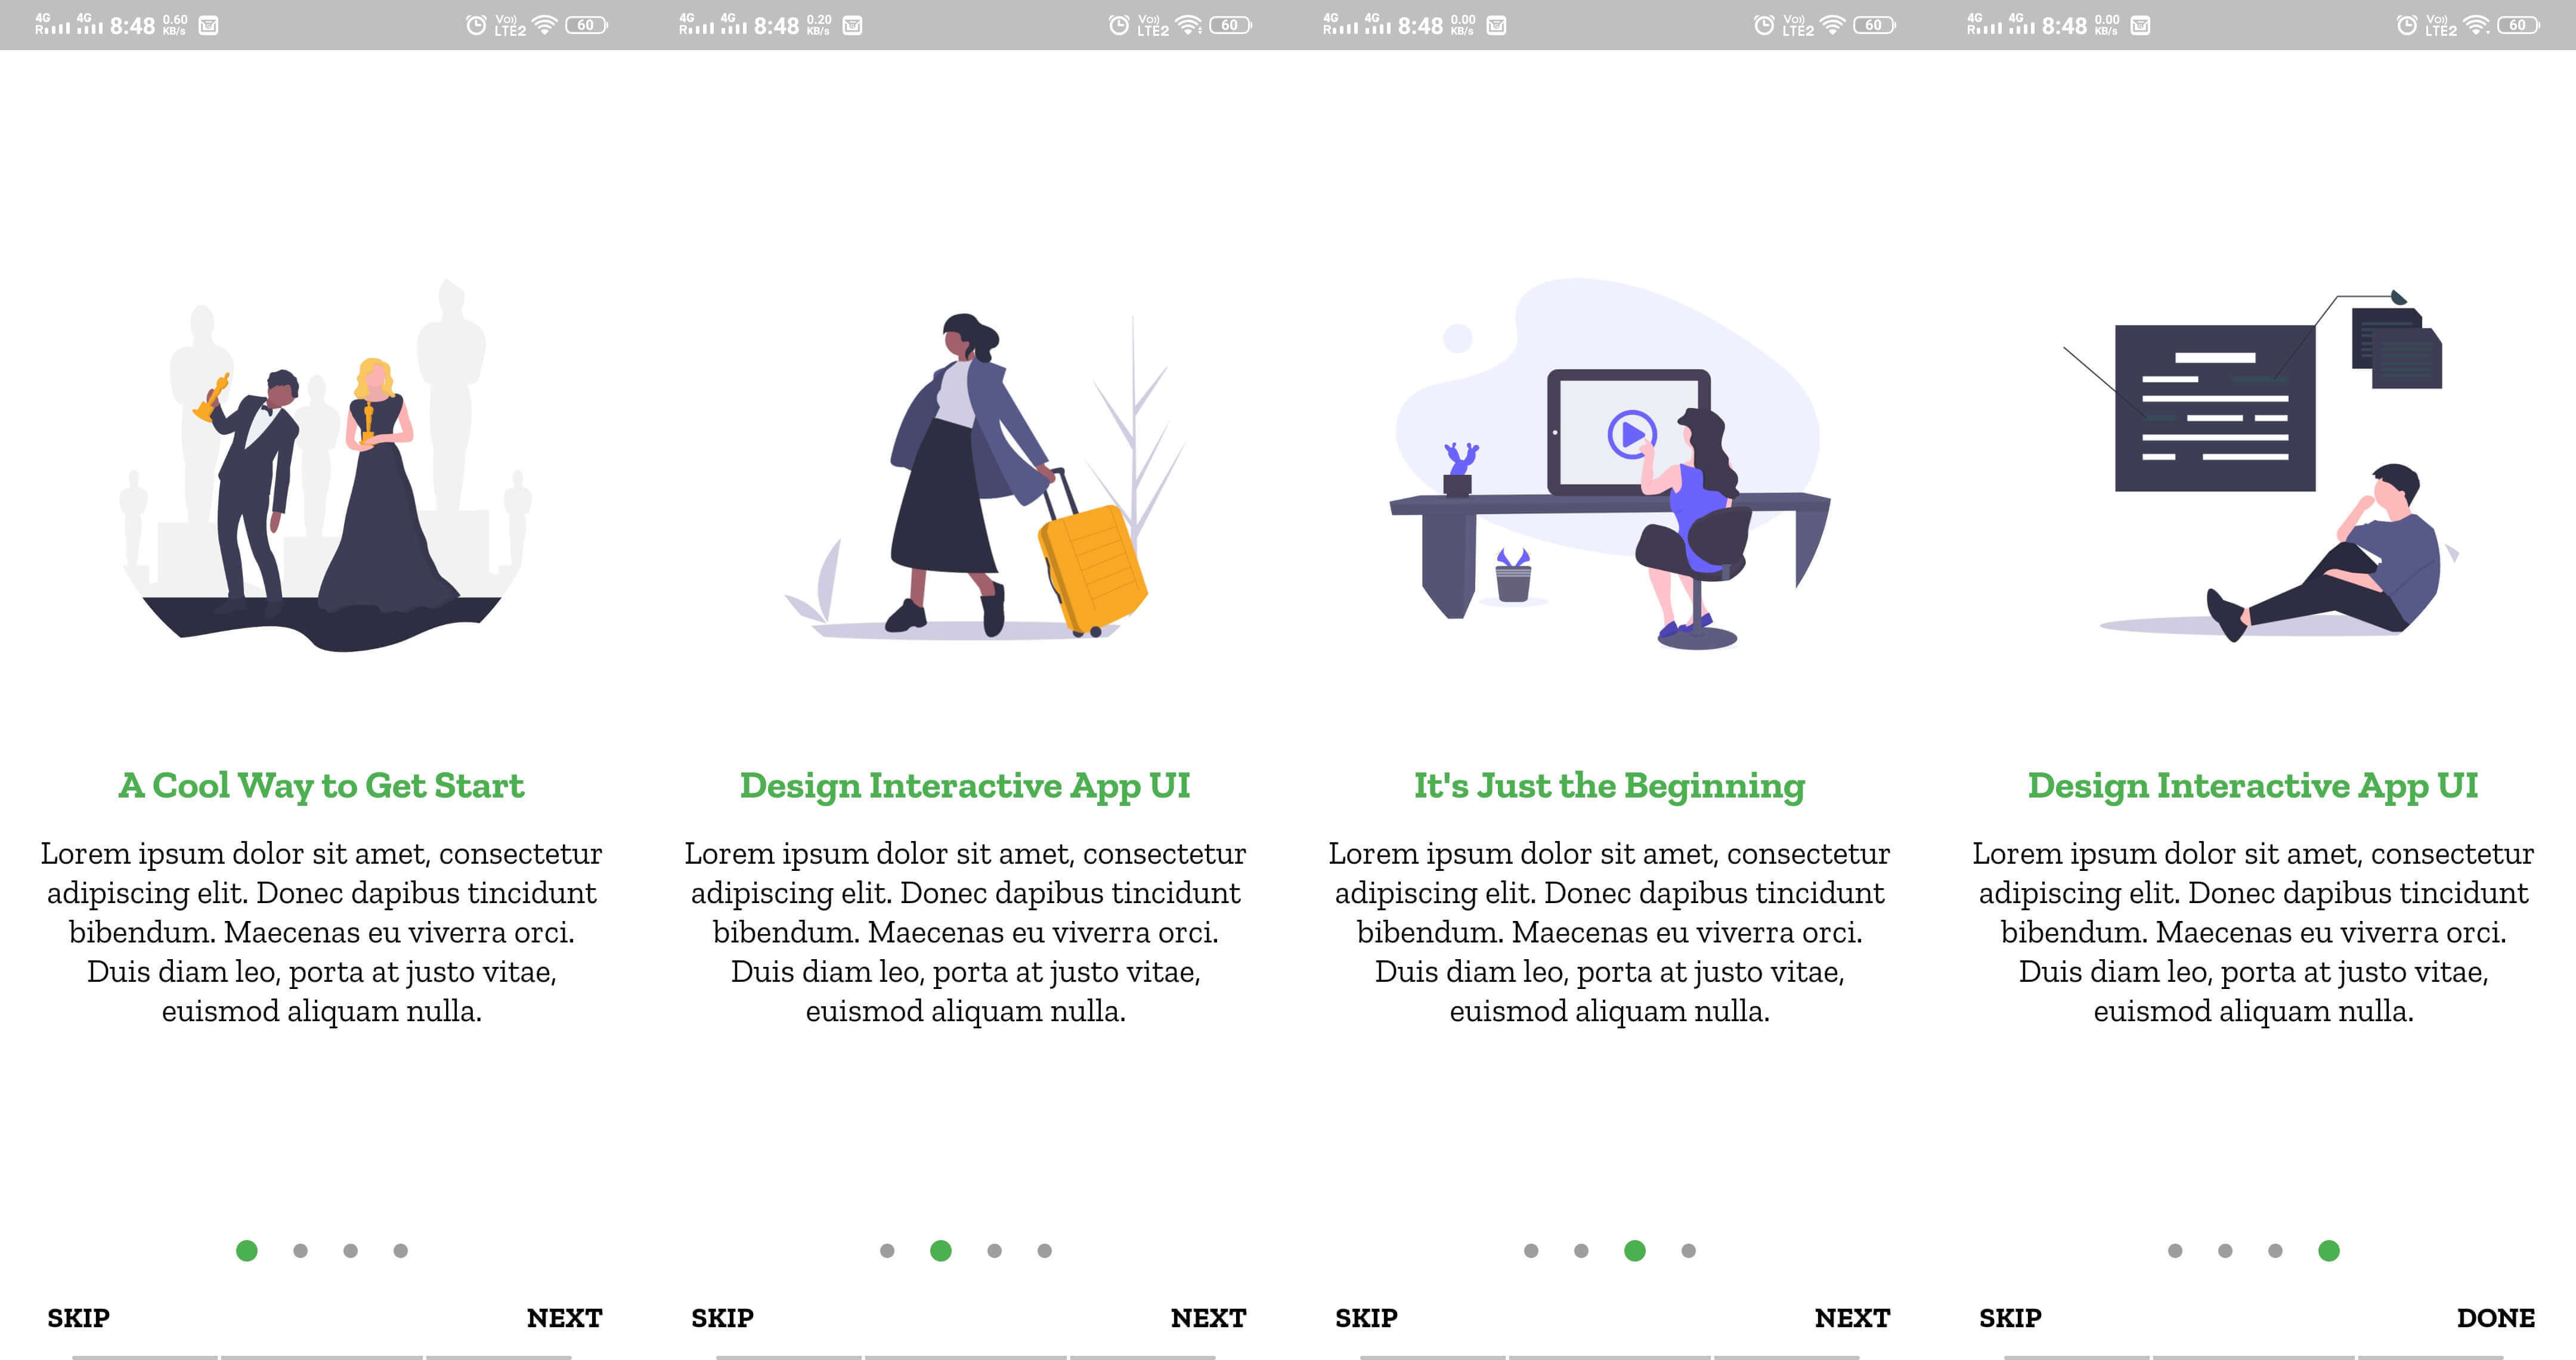 4G 4G R 8:48 0.60 KB/s Vo)) LTE2 60
A Cool Way to Get Start
Lorem ipsum dolor sit amet, consectetur
adipiscing elit. Donec dapibus tincidunt
bibendum. Maecenas eu viverra orci.
Duis diam leo, porta at justo vitae,
euismod aliquam nulla.
SKIP NEXT
4G 4G R 8:48 0.20 KB/s Vo)) LTE2 60
Design Interactive App UI
Lorem ipsum dolor sit amet, consectetur
adipiscing elit. Donec dapibus tincidunt
bibendum. Maecenas eu viverra orci.
Duis diam leo, porta at justo vitae,
euismod aliquam nulla.
SKIP NEXT
4G 4G R 8:48 0.00 KB/s Vo)) LTE2 60
It's Just the Beginning
Lorem ipsum dolor sit amet, consectetur
adipiscing elit. Donec dapibus tincidunt
bibendum. Maecenas eu viverra orci.
Duis diam leo, porta at justo vitae,
euismod aliquam nulla.
SKIP NEXT
4G 4G R 8:48 0.00 KB/s Vo)) LTE2 60
Design Interactive App UI
Lorem ipsum dolor sit amet, consectetur
adipiscing elit. Donec dapibus tincidunt
bibendum. Maecenas eu viverra orci.
Duis diam leo, porta at justo vitae,
euismod aliquam nulla.
SKIP DONE